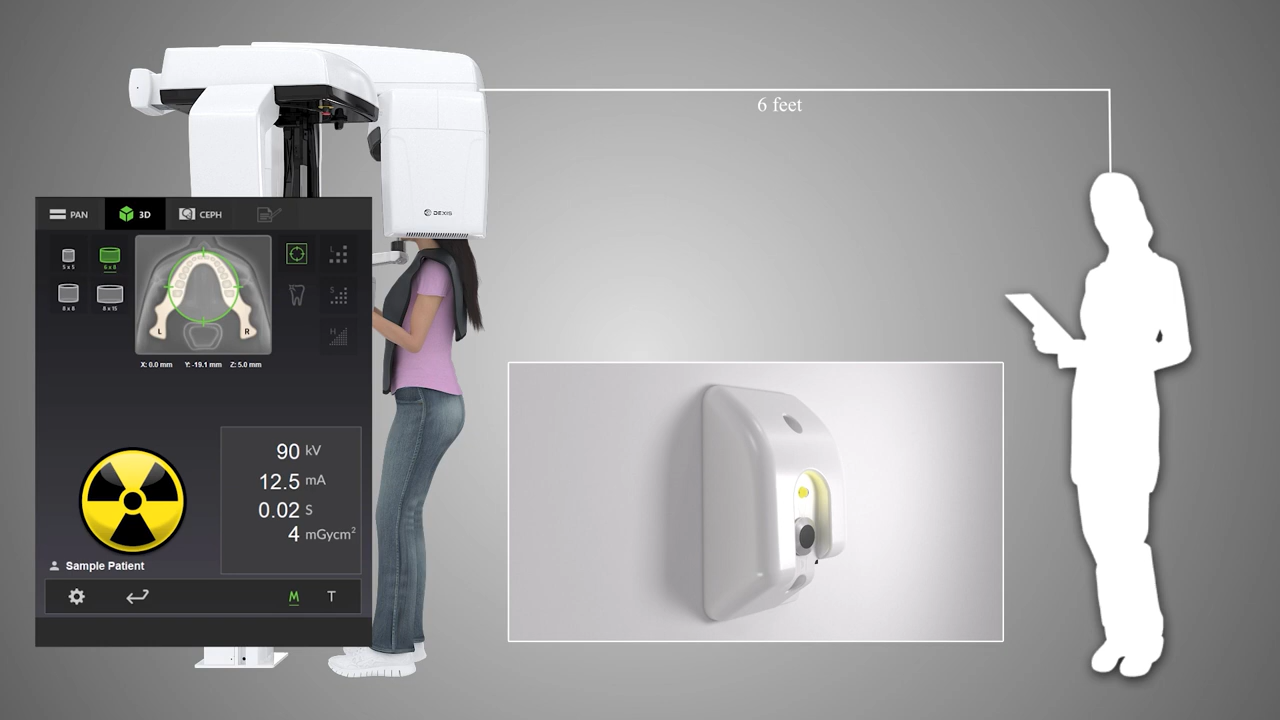 6 feet
DEXIS
PAN 3D CEPH
5 x 5 6 x 8
8 x 8 8 x 15
L
S
H
L R
X: 0.0 mm Y: -19.1 mm Z: 5.0 mm
90 kV
12.5 mA
0.02 S
4 mGycm²
Sample Patient
M T